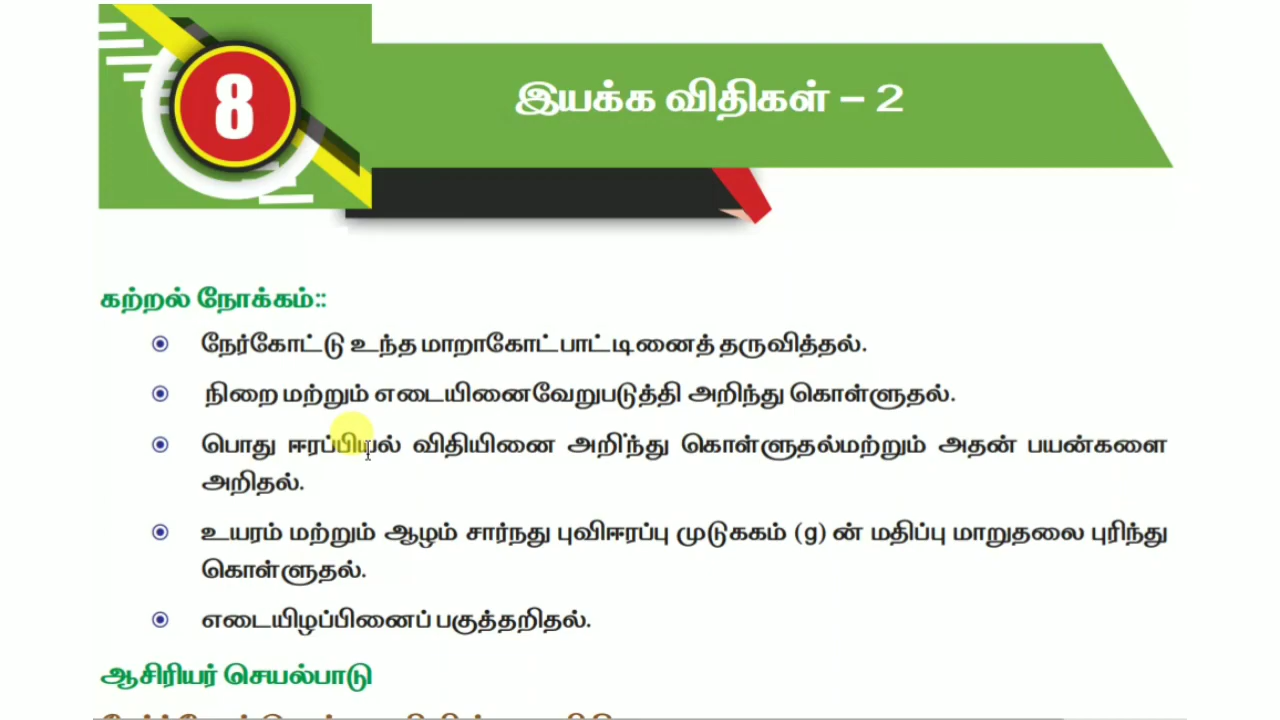 8
இயக்க விதிகள் – 2
கற்றல் நோக்கம்::
நேர்கோட்டு உந்த மாறாகோட்பாட்டினைத் தருவித்தல்.
நிறை மற்றும் எடையினைவேறுபடுத்தி அறிந்து கொள்ளுதல்.
பொது ஈரப்பியல் விதியினை அறிந்து கொள்ளுதல்மற்றும் அதன் பயன்களை
அறிதல்.
உயரம் மற்றும் ஆழம் சார்நது புவிஈரப்பு முடுககம் (g) ன் மதிப்பு மாறுதலை புரிந்து
கொள்ளுதல்.
எடையிழப்பினைப் பகுத்தறிதல்.
ஆசிரியர் செயல்பாடு